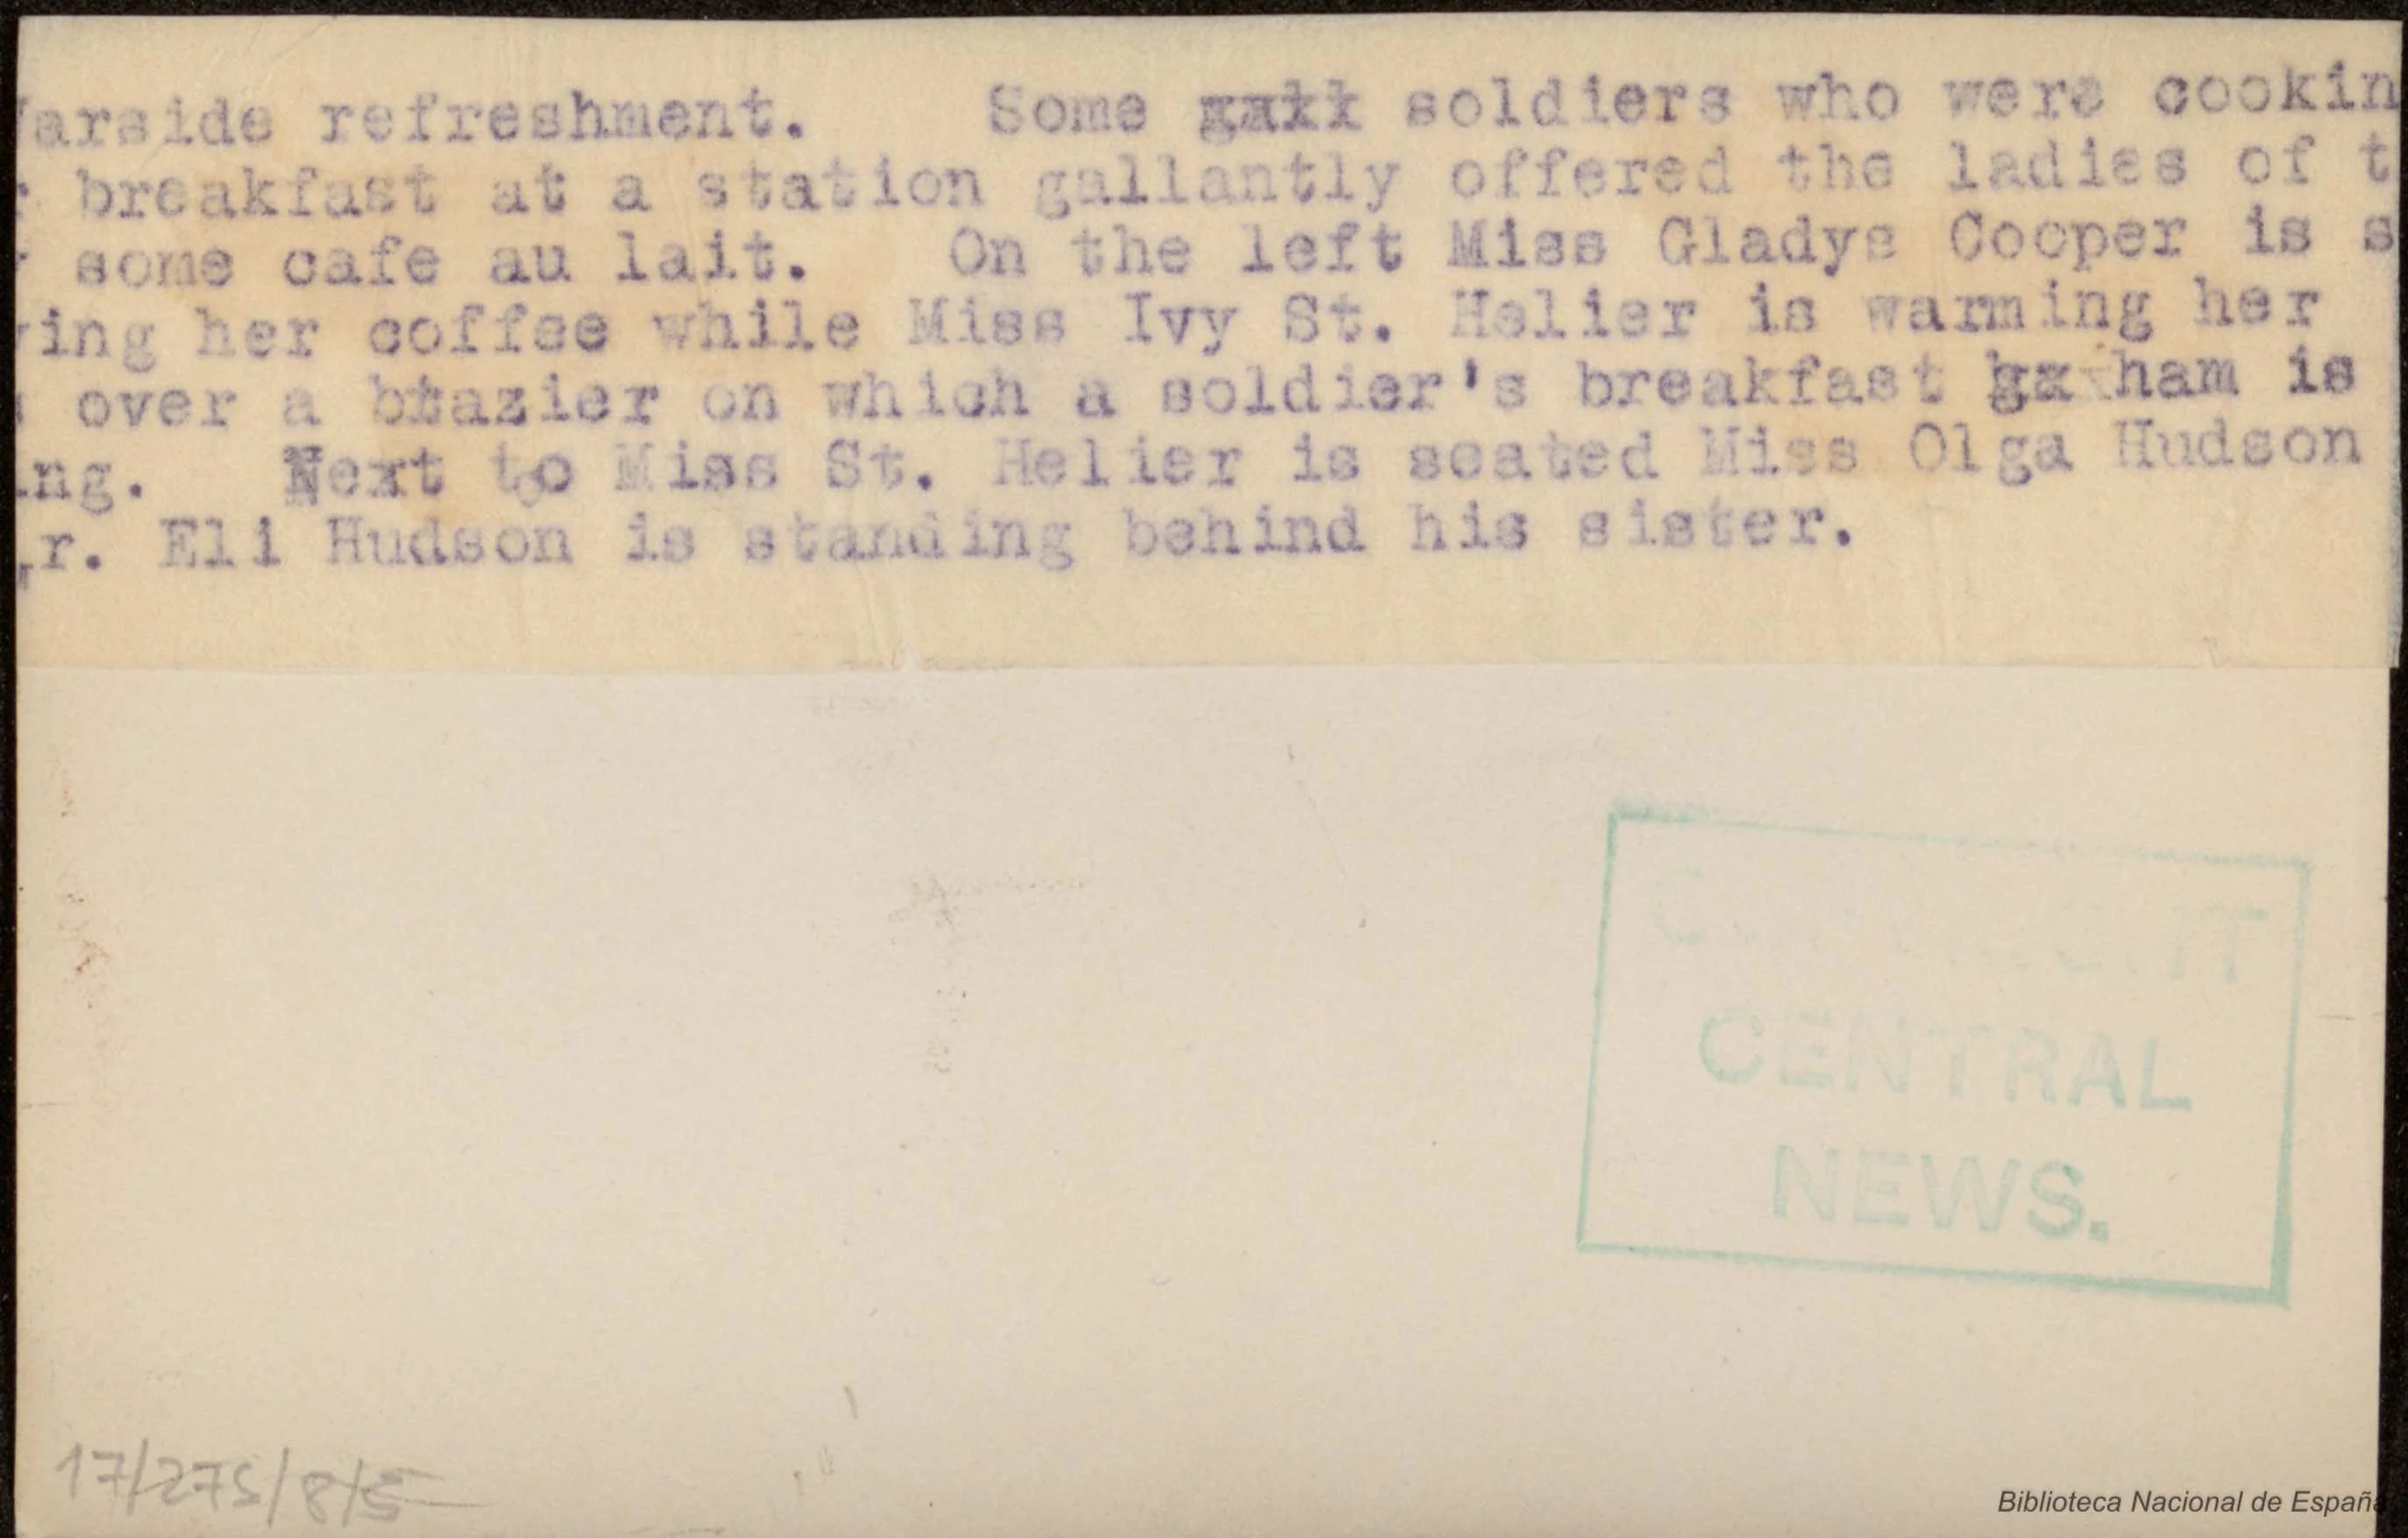 arside refreshment. Some gaxkk soldiers who were cookin
breakfast at a station gallantly offered the ladies of t
some cafe au lait. On the left Miss Gladys Cooper is s
ing her coffee while Miss Ivy St. Helier is warming her
over a brazier on which a soldier's breakfast ham is
ng. Next to Miss St. Helier is seated Miss Olga Hudson
r. Eli Hudson is standing behind his sister.
CENTRAL
NEWS.
17/275/8/5
Biblioteca Nacional de España